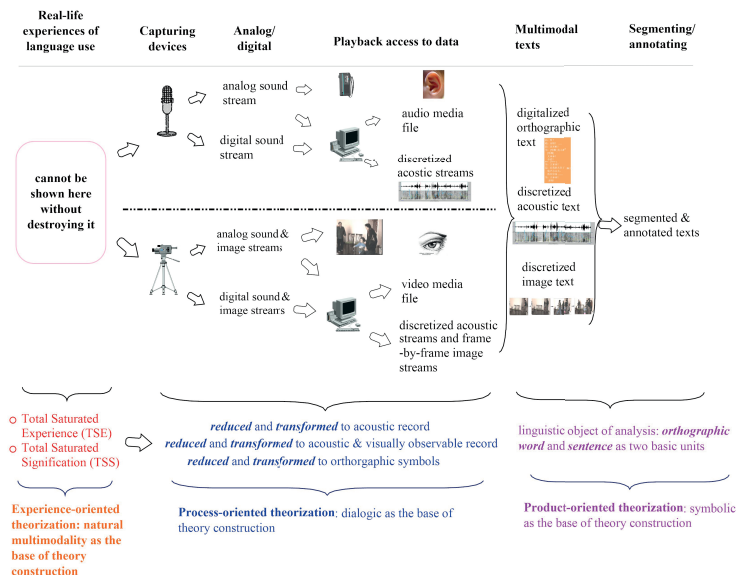 Real-life
experiences of
language use
Capturing
devices
Analog/
digital
Playback access to data
Multimodal
texts
Segmenting/
annotating
cannot be
shown here
without
destroying it
analog sound
stream
digital sound
stream
audio media
file
discretized
acostic streams
analog sound &
image streams
digital sound &
image streams
video media
file
discretized acoustic
streams and frame
-by-frame image
streams
digitalized
orthographic
text
discretized
acoustic text
discretized
image text
segmented &
annotated texts
Total Saturated
Experience (TSE)
Total Saturated
Signification (TSS)
reduced and transformed to acoustic record
reduced and transformed to acoustic & visually observable record
reduced and transformed to orthorgaphic symbols
linguistic object of analysis: orthographic
word and sentence as two basic units
Experience-oriented
theorization: natural
multimodality as the
base of theory
construction
Process-oriented theorization: dialogic as the base of
theory construction
Product-oriented theorization: symbolic
as the base of theory construction